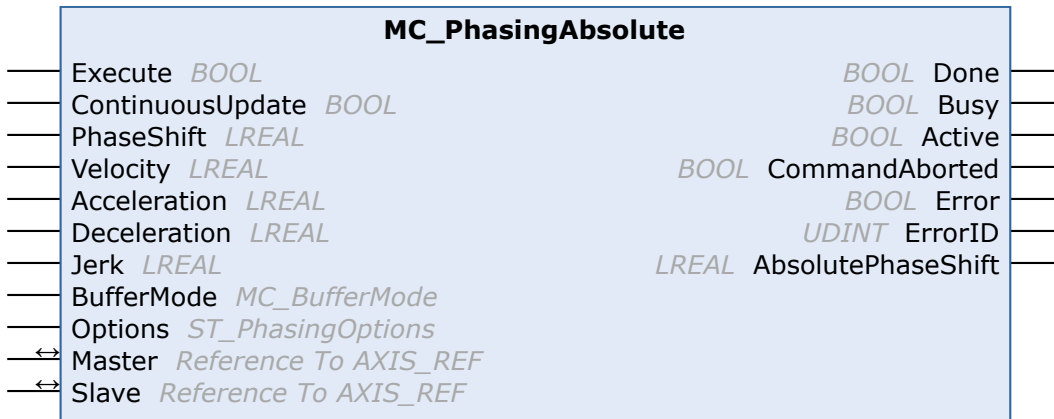 MC_PhasingAbsolute
Execute BOOL BOOL Done
ContinuousUpdate BOOL BOOL Busy
PhaseShift LREAL BOOL Active
Velocity LREAL BOOL CommandAborted
Acceleration LREAL BOOL Error
Deceleration LREAL UDINT ErrorID
Jerk LREAL LREAL AbsolutePhaseShift
BufferMode MC_BufferMode
Options ST_PhasingOptions
Master Reference To AXIS_REF
Slave Reference To AXIS_REF